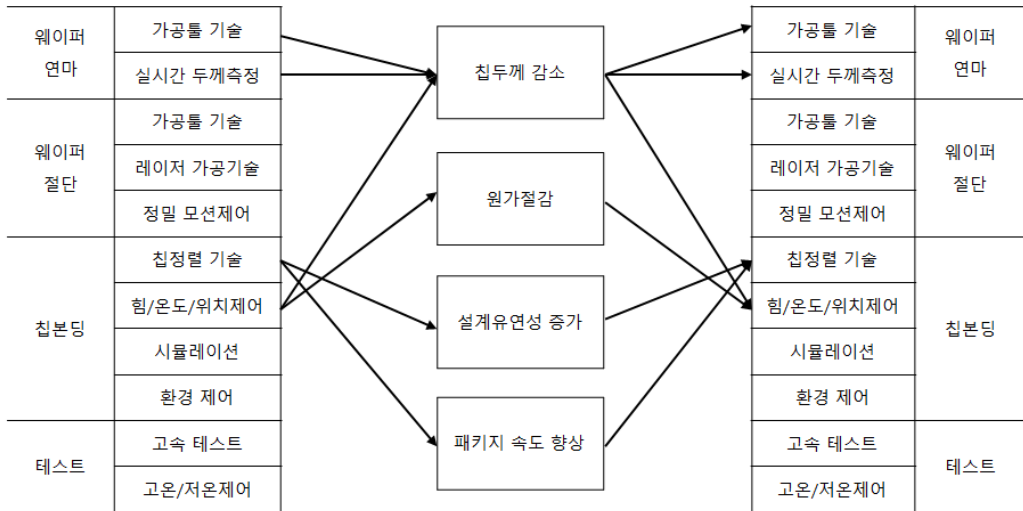 웨이퍼
연마
가공툴 기술
실시간 두께측정
웨이퍼
절단
가공툴 기술
레이저 가공기술
정밀 모션제어
칩본딩
칩정렬 기술
힘/온도/위치제어
시뮬레이션
환경 제어
테스트
고속 테스트
고온/저온제어
칩두께 감소
원가절감
설계유연성 증가
패키지 속도 향상
가공툴 기술
실시간 두께측정
웨이퍼
연마
가공툴 기술
레이저 가공기술
정밀 모션제어
웨이퍼
절단
칩정렬 기술
힘/온도/위치제어
시뮬레이션
환경 제어
칩본딩
고속 테스트
고온/저온제어
테스트